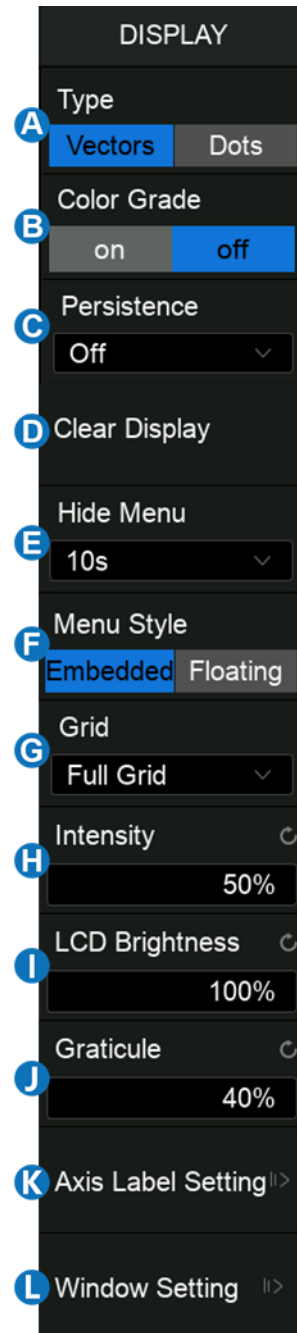 DISPLAY
Type
A
Vectors Dots
Color Grade
B
on off
Persistence
C
Off
D Clear Display
Hide Menu
E
10s
Menu Style
F
Embedded Floating
Grid
G
Full Grid
Intensity
H
50%
LCD Brightness
I
100%
Graticule
J
40%
K Axis Label Setting
L Window Setting